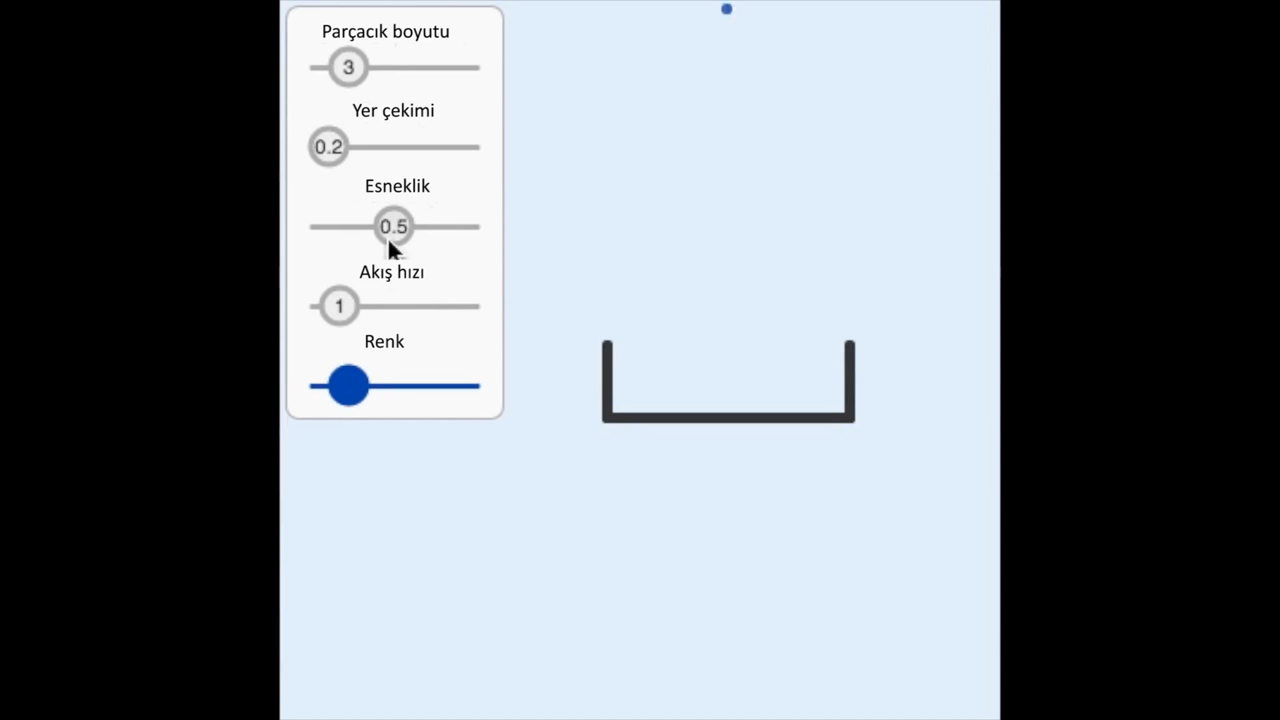 Parçacık boyutu
3
Yer çekimi
0.2
Esneklik
0.5
Akış hızı
1
Renk